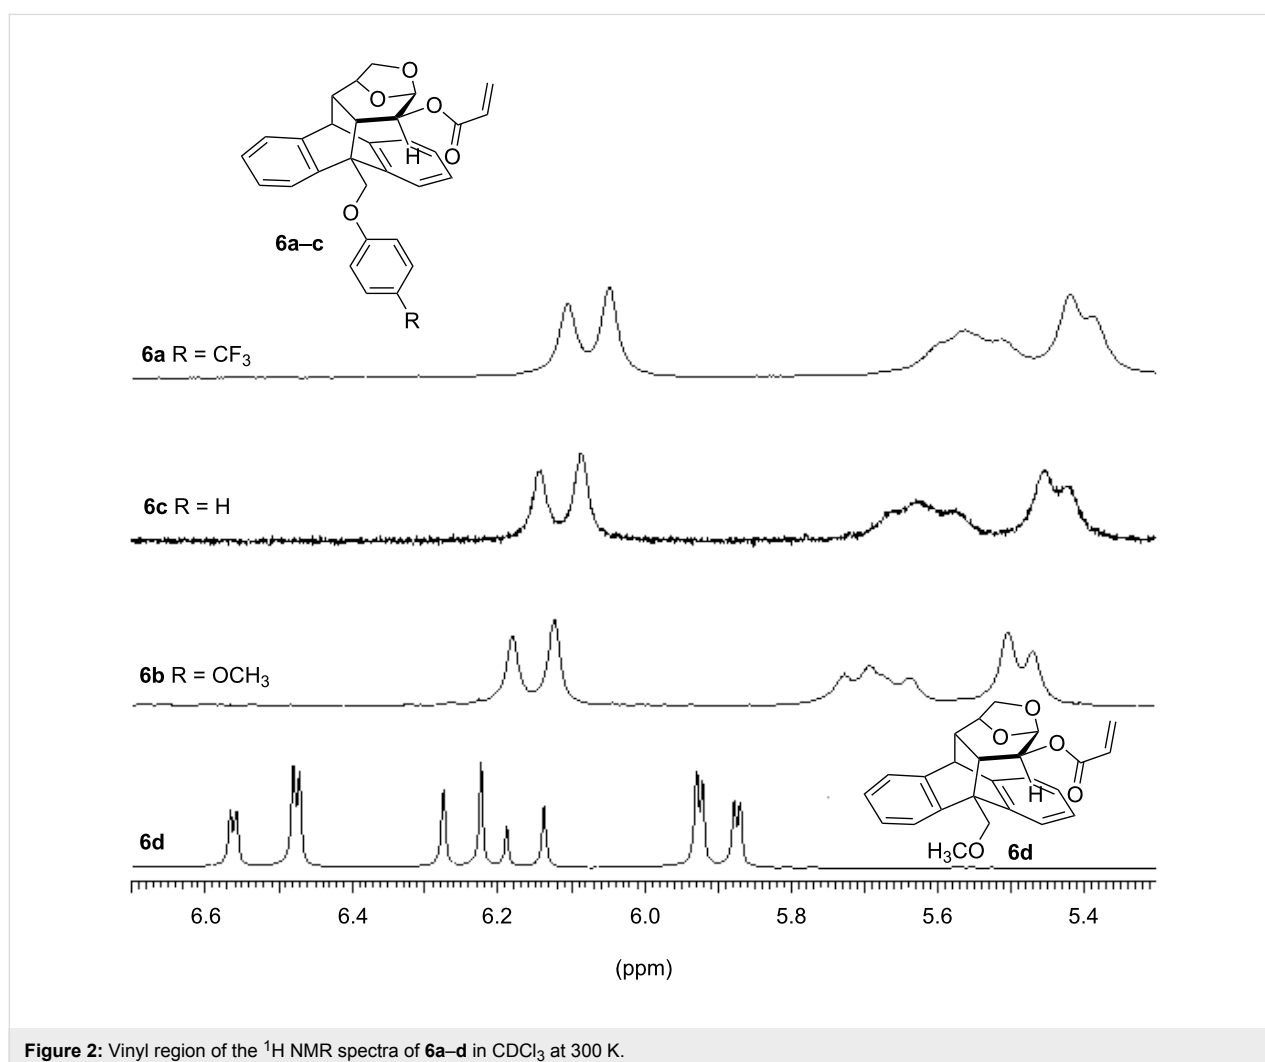 O
O
O
H
O
O
6a–c
R
6a R = CF3
6c R = H
6b R = OCH3
O
O
O
H
O
H3CO
6d
6d
6.6 6.4 6.2 6.0 5.8 5.6 5.4
(ppm)
Figure 2: Vinyl region of the 1H NMR spectra of 6a–d in CDCl3 at 300 K.